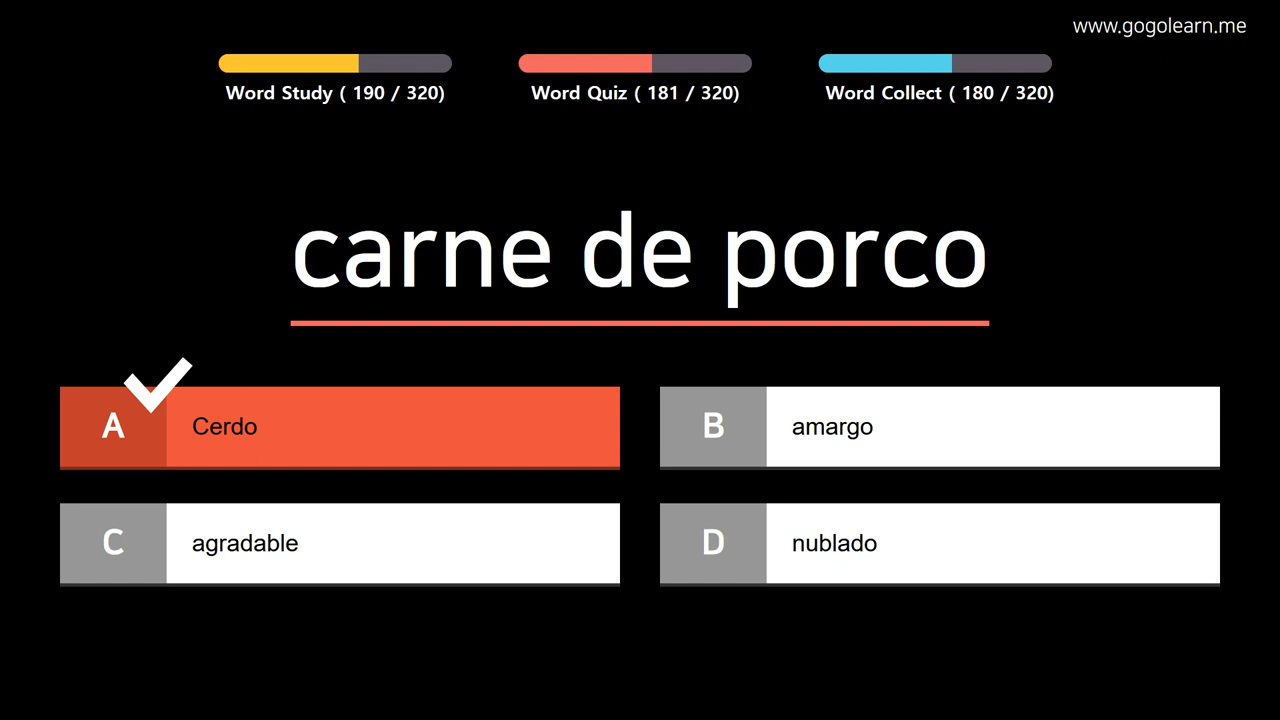 www.gogolearn.me
Word Study ( 190 / 320)
Word Quiz ( 181 / 320)
Word Collect ( 180 / 320)
carne de porco
A Cerdo
B amargo
C agradable
D nublado